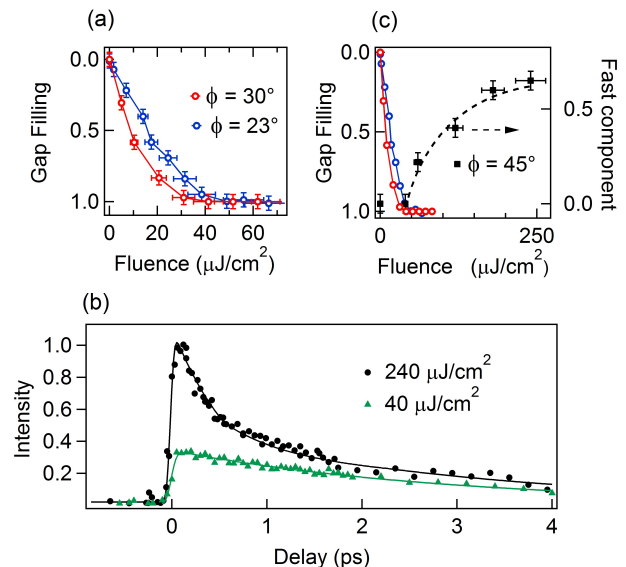 (a)
0.0
0.5
1.0
Gap Filling
ϕ = 30°
ϕ = 23°
0 20 40 60
Fluence (μJ/cm²)
(c)
0.0
0.5
1.0
Gap Filling
ϕ = 45°
0.5
0.0
Fast component
0 250
Fluence (μJ/cm²)
(b)
1.0
0.8
0.6
0.4
0.2
Intensity
240 μJ/cm²
40 μJ/cm²
0 1 2 3 4
Delay (ps)